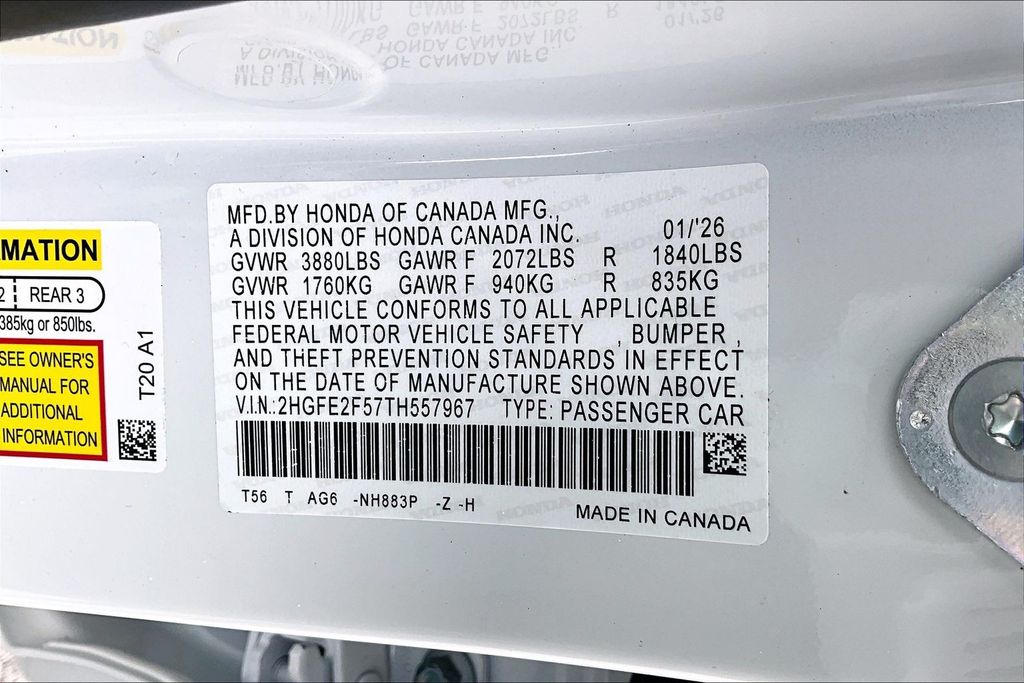 MFD.BY HONDA OF CANADA MFG.,
A DIVISION OF HONDA CANADA INC. 01/'26
GVWR 3880LBS GAWR F 2072LBS R 1840LBS
GVWR 1760KG GAWR F 940KG R 835KG
THIS VEHICLE CONFORMS TO ALL APPLICABLE
FEDERAL MOTOR VEHICLE SAFETY , BUMPER ,
AND THEFT PREVENTION STANDARDS IN EFFECT
ON THE DATE OF MANUFACTURE SHOWN ABOVE.
V.I.N.:2HGFE2F57TH557967 TYPE: PASSENGER CAR
T56 T AG6 -NH883P -Z -H
MADE IN CANADA
RMATION
2 REAR 3
385kg or 850lbs.
SEE OWNER'S
MANUAL FOR
ADDITIONAL
INFORMATION
T20 A1